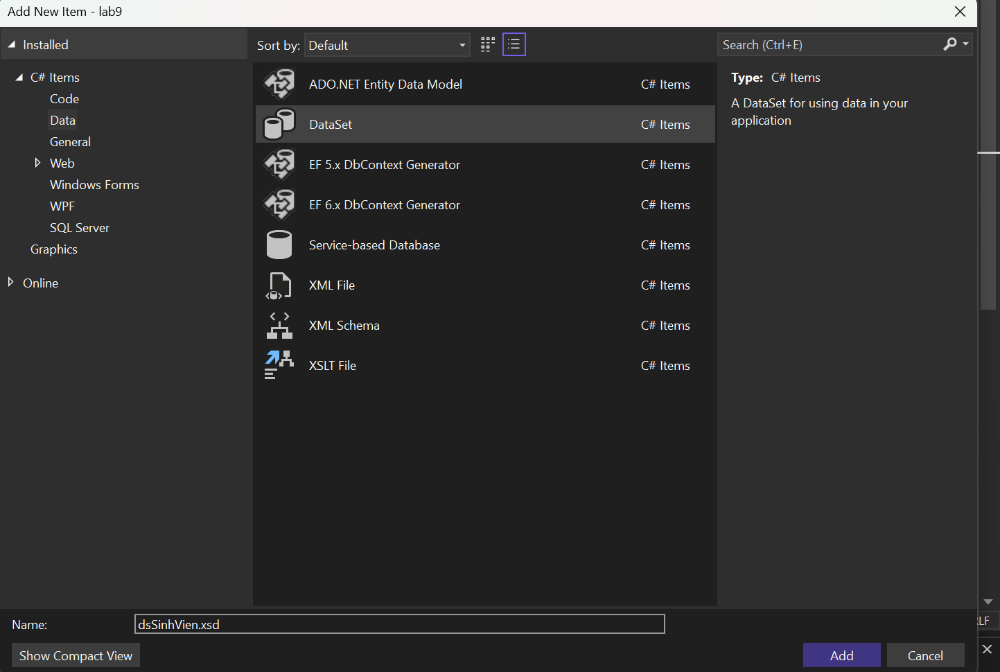 Add New Item - lab9
Installed
C# Items
Code
Data
General
Web
Windows Forms
WPF
SQL Server
Graphics
Online
Sort by: Default
ADO.NET Entity Data Model C# Items
DataSet C# Items
EF 5.x DbContext Generator C# Items
EF 6.x DbContext Generator C# Items
Service-based Database C# Items
XML File C# Items
XML Schema C# Items
XSLT File C# Items
Search (Ctrl+E)
Type: C# Items
A DataSet for using data in your
application
Name: dsSinhVien.xsd
Show Compact View
Add
Cancel